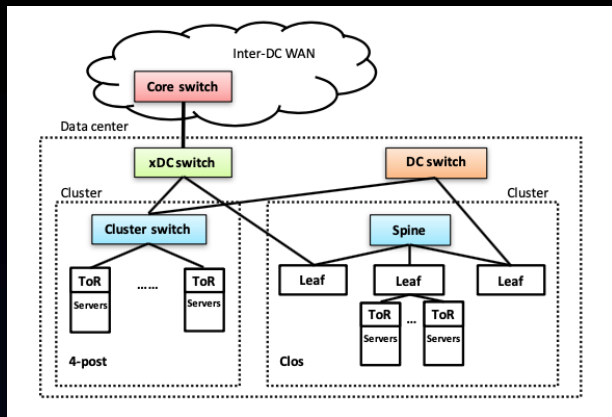 Inter-DC WAN
Core switch
Data center
xDC switch
DC switch
Cluster
Cluster
Cluster switch
Spine
ToR
Servers
......
ToR
Servers
Leaf
Leaf
Leaf
ToR
Servers
...
ToR
Servers
4-post
Clos